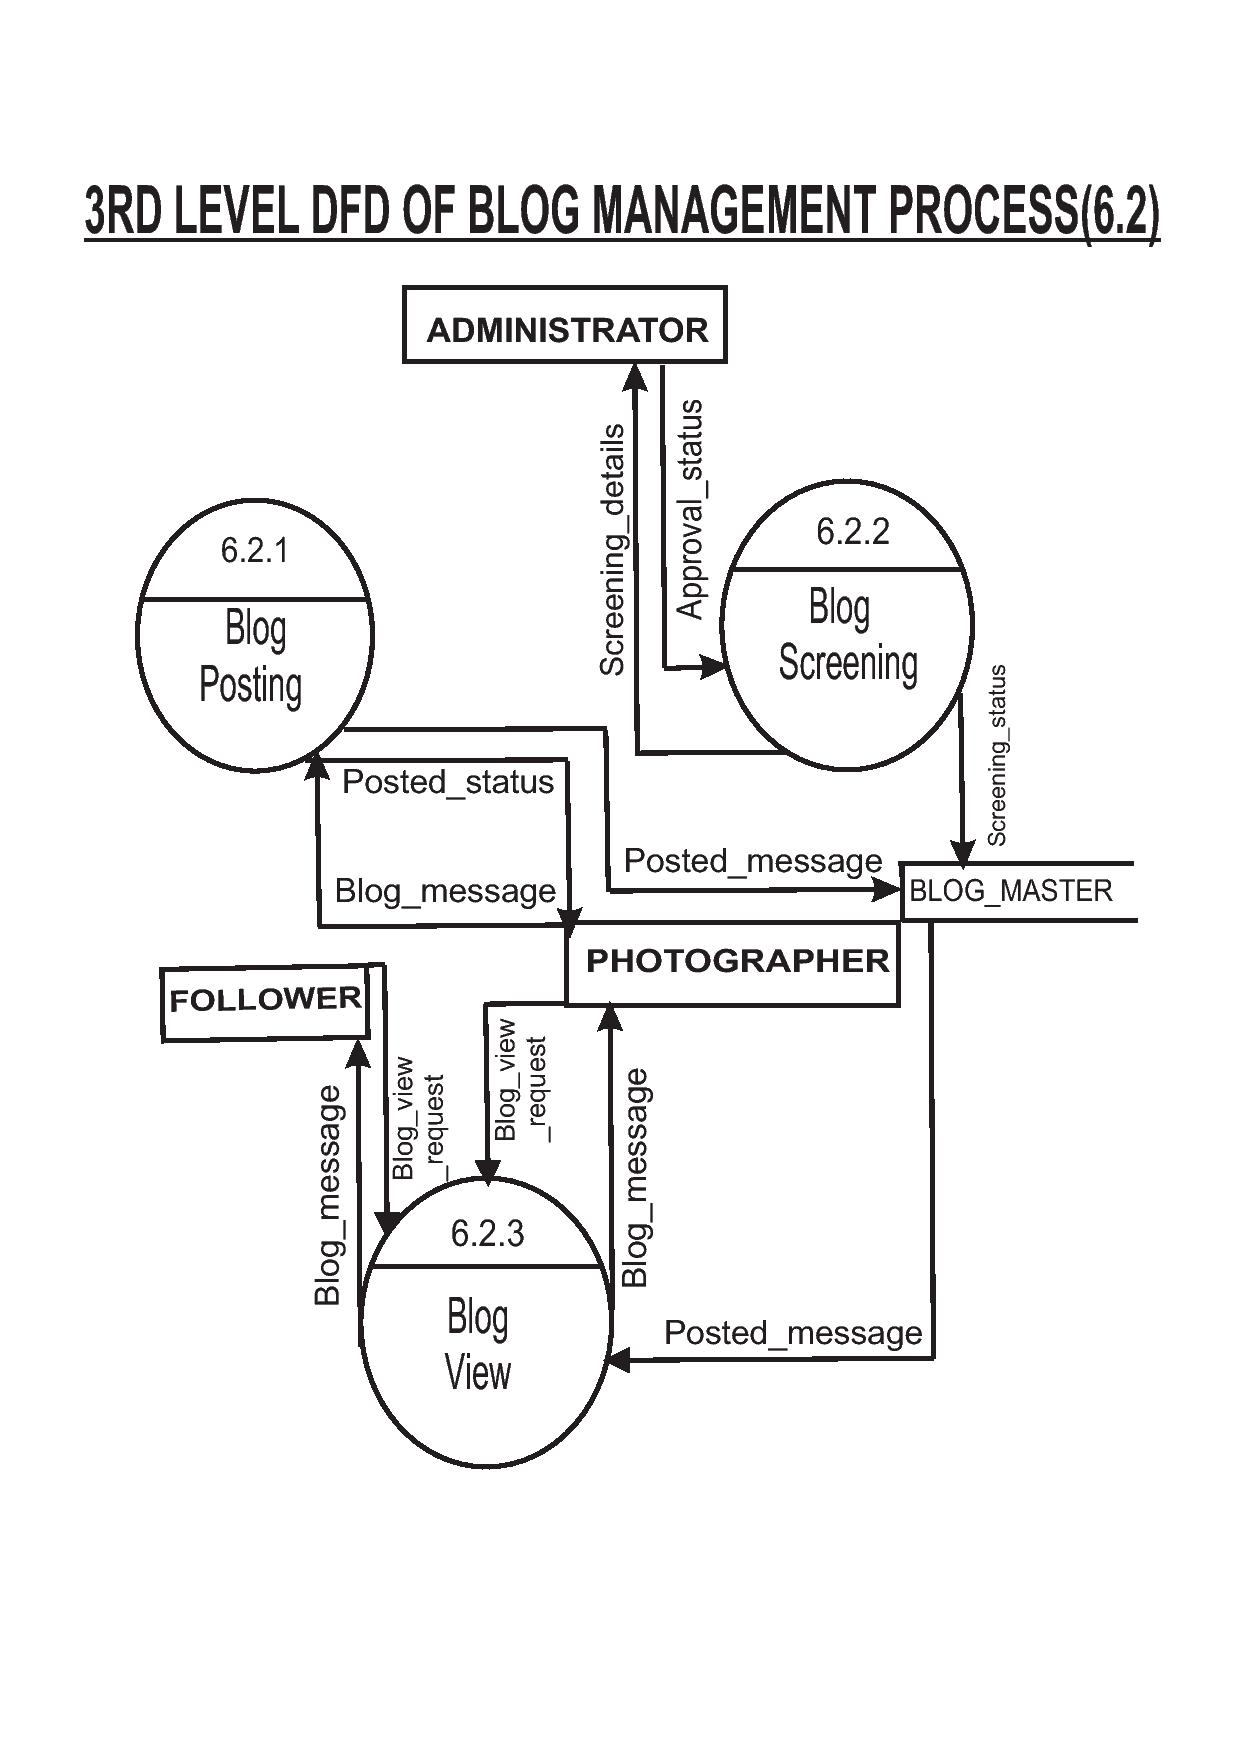 3RD LEVEL DFD OF BLOG MANAGEMENT PROCESS(6.2)
ADMINISTRATOR
Screening_details
Approval_status
6.2.1
Blog
Posting
6.2.2
Blog
Screening
Screening_status
Posted_status
Blog_message
Posted_message
BLOG_MASTER
PHOTOGRAPHER
FOLLOWER
Blog_message
Blog_view
_request
Blog_view
_request_
Blog_message
6.2.3
Blog
View
Posted_message